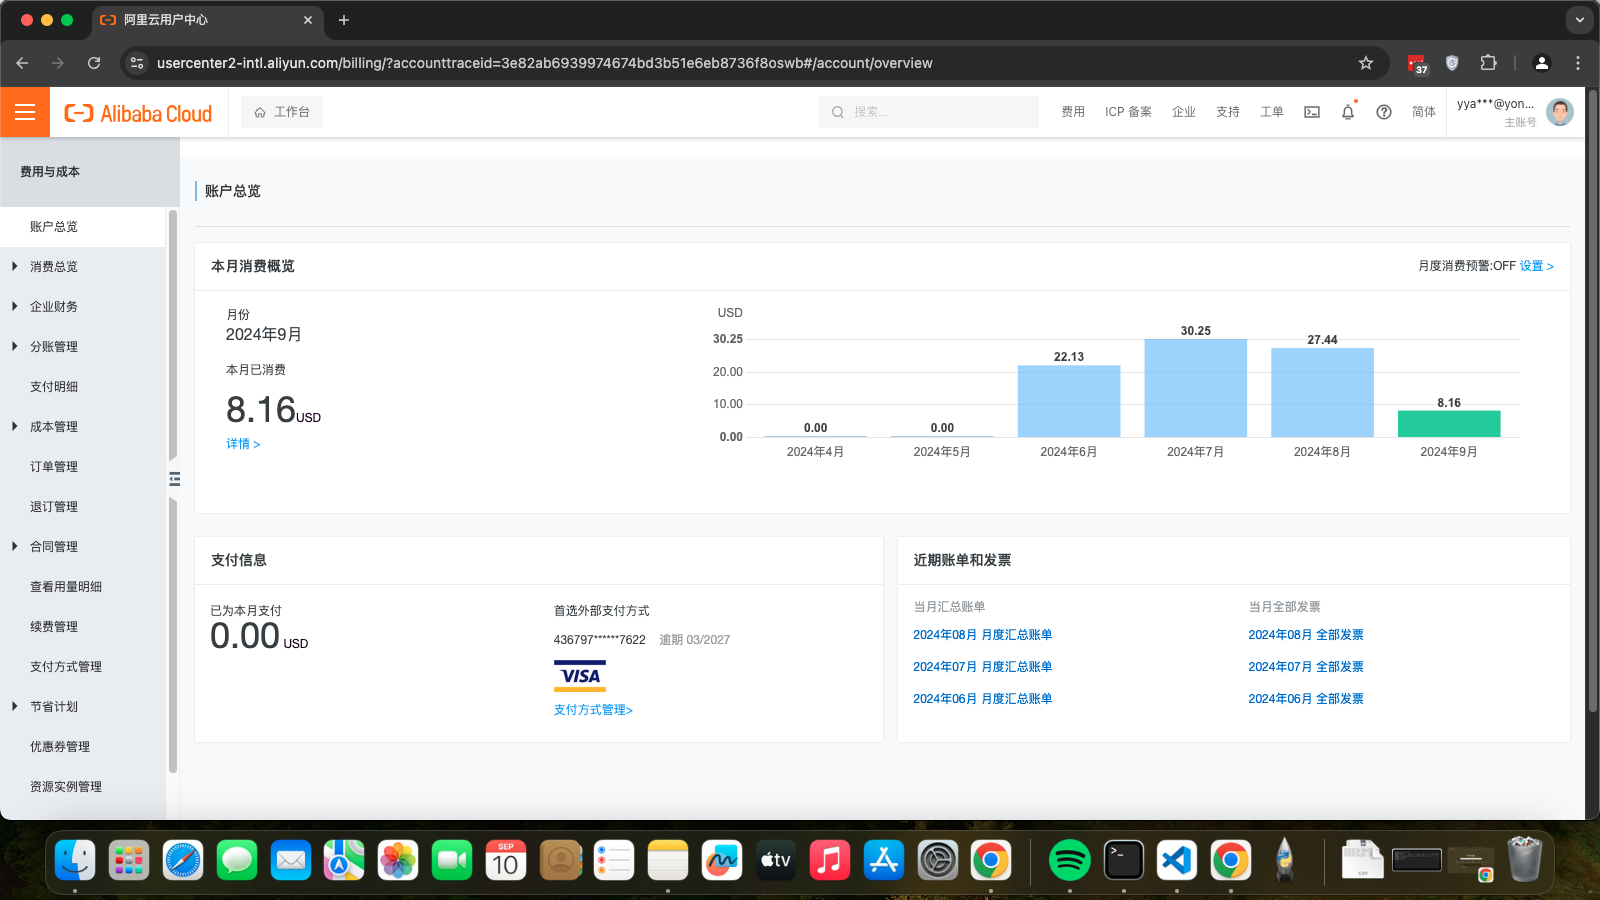 阿里云用户中心
usercenter2-intl.aliyun.com/billing/?accounttraceid=3e82ab6939974674bd3b51e6eb8736f8oswb#/account/overview
37
Alibaba Cloud
工作台
搜索...
费用
ICP 备案
企业
支持
工单
简体
yya***@yon...
主账号
费用与成本
账户总览
消费总览
企业财务
分账管理
支付明细
成本管理
订单管理
退订管理
合同管理
查看用量明细
续费管理
支付方式管理
节省计划
优惠券管理
资源实例管理
账户总览
本月消费概览
月度消费预警:OFF 设置 >
月份
2024年9月
本月已消费
8.16USD
详情 >
USD
30.25
20.00
10.00
0.00
0.00
0.00
22.13
30.25
27.44
8.16
2024年4月
2024年5月
2024年6月
2024年7月
2024年8月
2024年9月
支付信息
已为本月支付
0.00 USD
首选外部支付方式
436797******7622 逾期 03/2027
VISA
支付方式管理>
近期账单和发票
当月汇总账单
2024年08月 月度汇总账单
2024年07月 月度汇总账单
2024年06月 月度汇总账单
当月全部发票
2024年08月 全部发票
2024年07月 全部发票
2024年06月 全部发票
SEP
10
tv
CSV